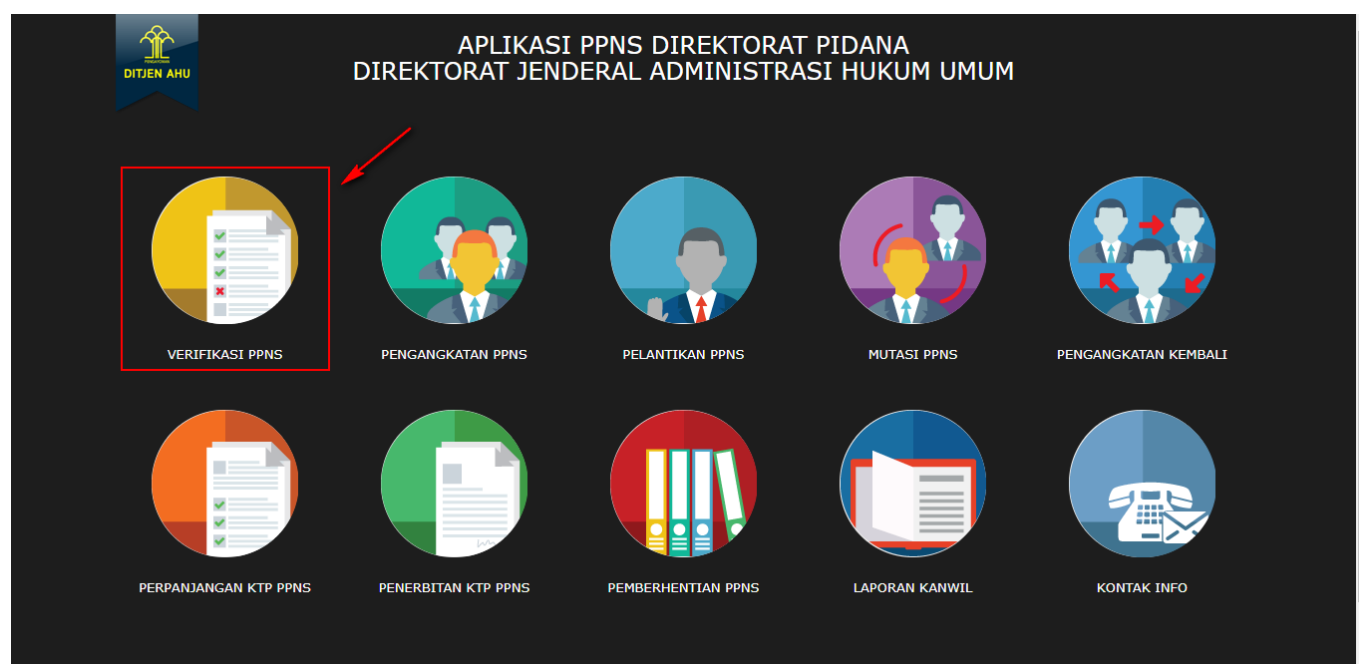 APLIKASI PPNS DIREKTORAT PIDANA
DIREKTORAT JENDERAL ADMINISTRASI HUKUM UMUM
PENGAYOMAN
DITJEN AHU
VERIFIKASI PPNS
PENGANGKATAN PPNS
PELANTIKAN PPNS
MUTASI PPNS
PENGANGKATAN KEMBALI
PERPANJANGAN KTP PPNS
PENERBITAN KTP PPNS
PEMBERHENTIAN PPNS
LAPORAN KANWIL
KONTAK INFO